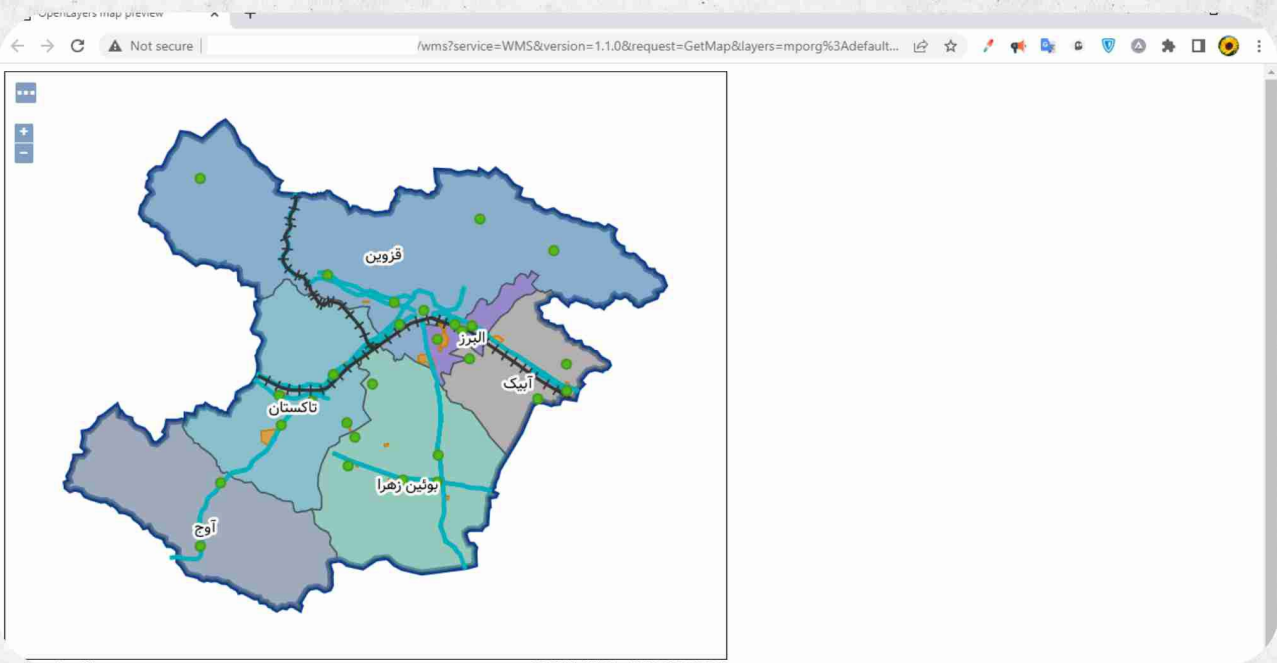 OpenLayers map preview
Not secure
/wms?service=WMS&version=1.1.0&request=GetMap&layers=mporg%3Adefault...
+
−
قزوین
البرز
آبیک
تاکستان
بوئین زهرا
آوج